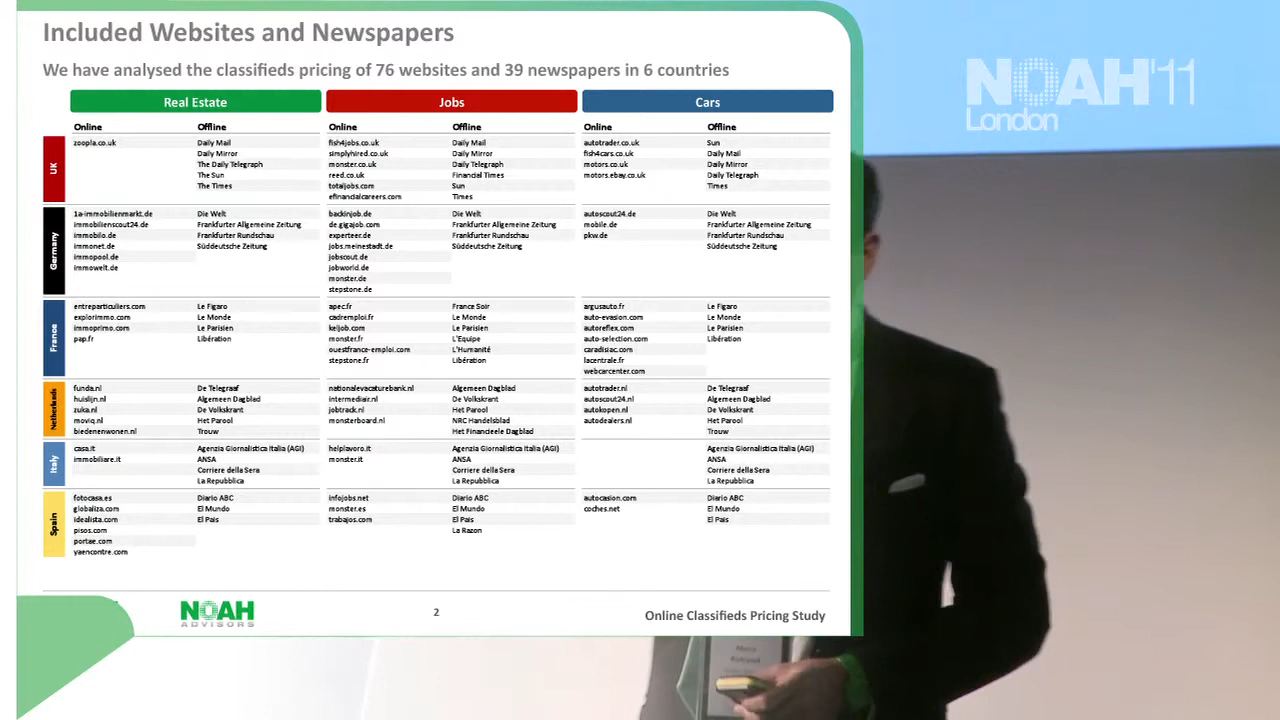 Included Websites and Newspapers
We have analysed the classifieds pricing of 76 websites and 39 newspapers in 6 countries
Real Estate Jobs Cars
Online Offline Online Offline Online Offline
UK
zoopla.co.uk Daily Mail fish4jobs.co.uk Daily Mail autotrader.co.uk Sun
Daily Mirror simplyhired.co.uk Daily Mirror fish4cars.co.uk Daily Mail
The Daily Telegraph monster.co.uk Daily Telegraph motors.co.uk Daily Mirror
The Sun reed.co.uk Financial Times motors.ebay.co.uk Daily Telegraph
The Times totaljobs.com Sun Times
efinancialcareers.com Times
Germany
1a-immobilienmarkt.de Die Welt backinjob.de Die Welt autoscout24.de Die Welt
immobilienscout24.de Frankfurter Allgemeine Zeitung de.gigajob.com Frankfurter Allgemeine Zeitung mobile.de Frankfurter Allgemeine Zeitung
immobilo.de Frankfurter Rundschau experteer.de Frankfurter Rundschau pkw.de Frankfurter Rundschau
immonet.de Süddeutsche Zeitung jobs.meinestadt.de Süddeutsche Zeitung Süddeutsche Zeitung
immopool.de jobscout.de
immowelt.de jobworld.de
monster.de
stepstone.de
France
entreparticuliers.com Le Figaro apec.fr France Soir argusauto.fr Le Figaro
explorimmo.com Le Monde cadremploi.fr Le Monde auto-evasion.com Le Monde
immoprimo.com Le Parisien keljob.com Le Parisien autoreflex.com Le Parisien
pap.fr Libération monster.fr L'Equipe auto-selection.com Libération
ouestfrance-emploi.com L'Humanité caradisiac.com
stepstone.fr Libération lacentrale.fr
webcarcenter.com
Netherlands
funda.nl De Telegraaf nationalevacaturebank.nl Algemeen Dagblad autotrader.nl De Telegraaf
huislijn.nl Algemeen Dagblad intermediair.nl De Volkskrant autoscout24.nl Algemeen Dagblad
zuka.nl De Volkskrant jobtrack.nl Het Parool autokopen.nl De Volkskrant
moviq.nl Het Parool monsterboard.nl NRC Handelsblad autodealers.nl Het Parool
biedenenwonen.nl Trouw Het Financieele Dagblad Trouw
Italy
casa.it Agenzia Giornalistica Italia (AGI) helplavoro.it Agenzia Giornalistica Italia (AGI) Agenzia Giornalistica Italia (AGI)
immobiliare.it ANSA monster.it ANSA ANSA
Corriere della Sera Corriere della Sera Corriere della Sera
La Repubblica La Repubblica La Repubblica
Spain
fotocasa.es Diario ABC infojobs.net Diario ABC autocasion.com Diario ABC
globaliza.com El Mundo monster.es El Mundo coches.net El Mundo
idealista.com El Pais trabajos.com El Pais El Pais
pisos.com La Razon
portae.com
yaencontre.com
NOAH
ADVISORS
2
Online Classifieds Pricing Study
NOAH'11
London